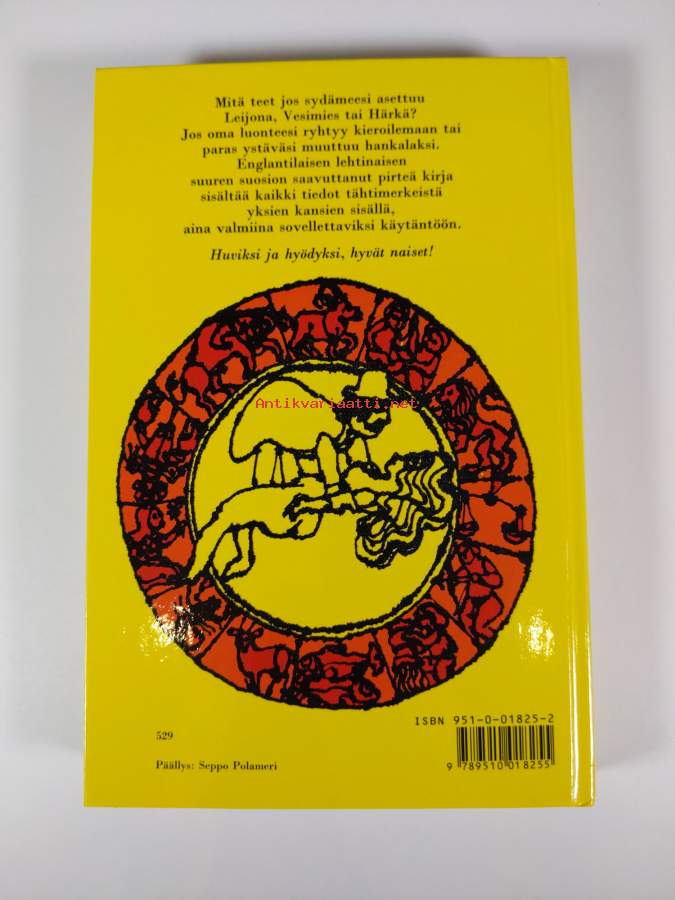 Mitä teet jos sydämeesi asettuu
Leijona, Vesimies tai Härkä?
Jos oma luonteesi ryhtyy kieroilemaan tai
paras ystäväsi muuttuu hankalaksi.
Englantilaisen lehtinaisen
suuren suosion saavuttanut pirteä kirja
sisältää kaikki tiedot tähtimerkeistä
yksien kansien sisällä,
aina valmiina sovellettaviksi käytäntöön.
Huviksi ja hyödyksi, hyvät naiset!
Antikvariaatti.net
ISBN 951-0-01825-2
529
Päällys: Seppo Polameri
9 789510 018255